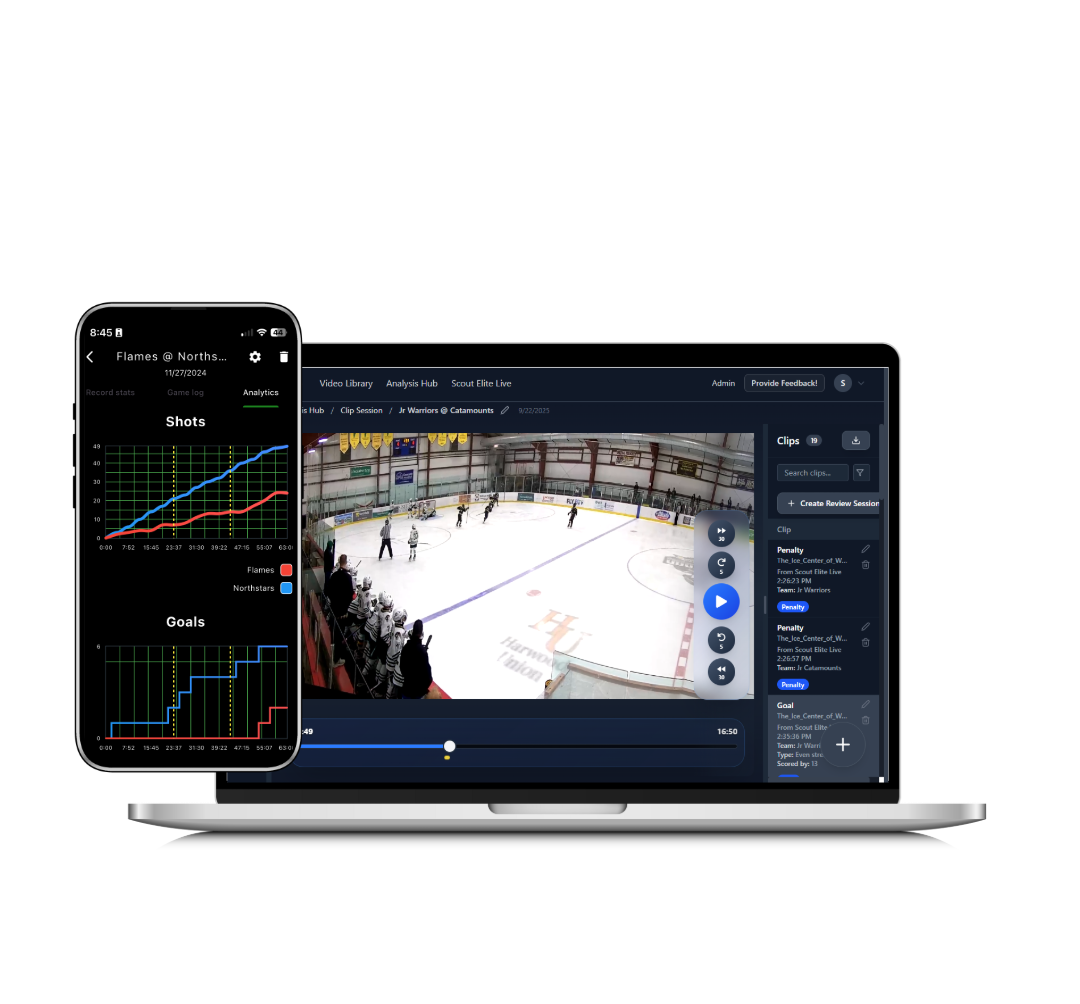 8:45
44
Flames @ Norths...
11/27/2024
Record stats
Game log
Analytics
Shots
49
40
30
20
10
0
0:00 7:52 15:45 23:37 31:30 39:22 47:15 55:07 63:0
Flames
Northstars
Goals
6
0
0:00 7:52 15:45 23:37 31:30 39:22 47:15 55:07 63:0
Video Library
Analysis Hub
Scout Elite Live
Admin
Provide Feedback!
S
is Hub / Clip Session / Jr Warriors @ Catamounts
9/22/2025
HU
Harwood
Union
30
5
5
10
:49
16:50
Clips 19
Search clips...
+ Create Review Session
Clip
Penalty
The_Ice_Center_of_W...
From Scout Elite Live
2:26:23 PM
Team: Jr Warriors
Penalty
Penalty
The_Ice_Center_of_W...
From Scout Elite Live
2:26:57 PM
Team: Jr Catamounts
Penalty
Goal
The_Ice_Center_of_W...
From Scout Elite
2:35:36 PM
Team: Jr Warri
Type: Even stre
Scored by: 13